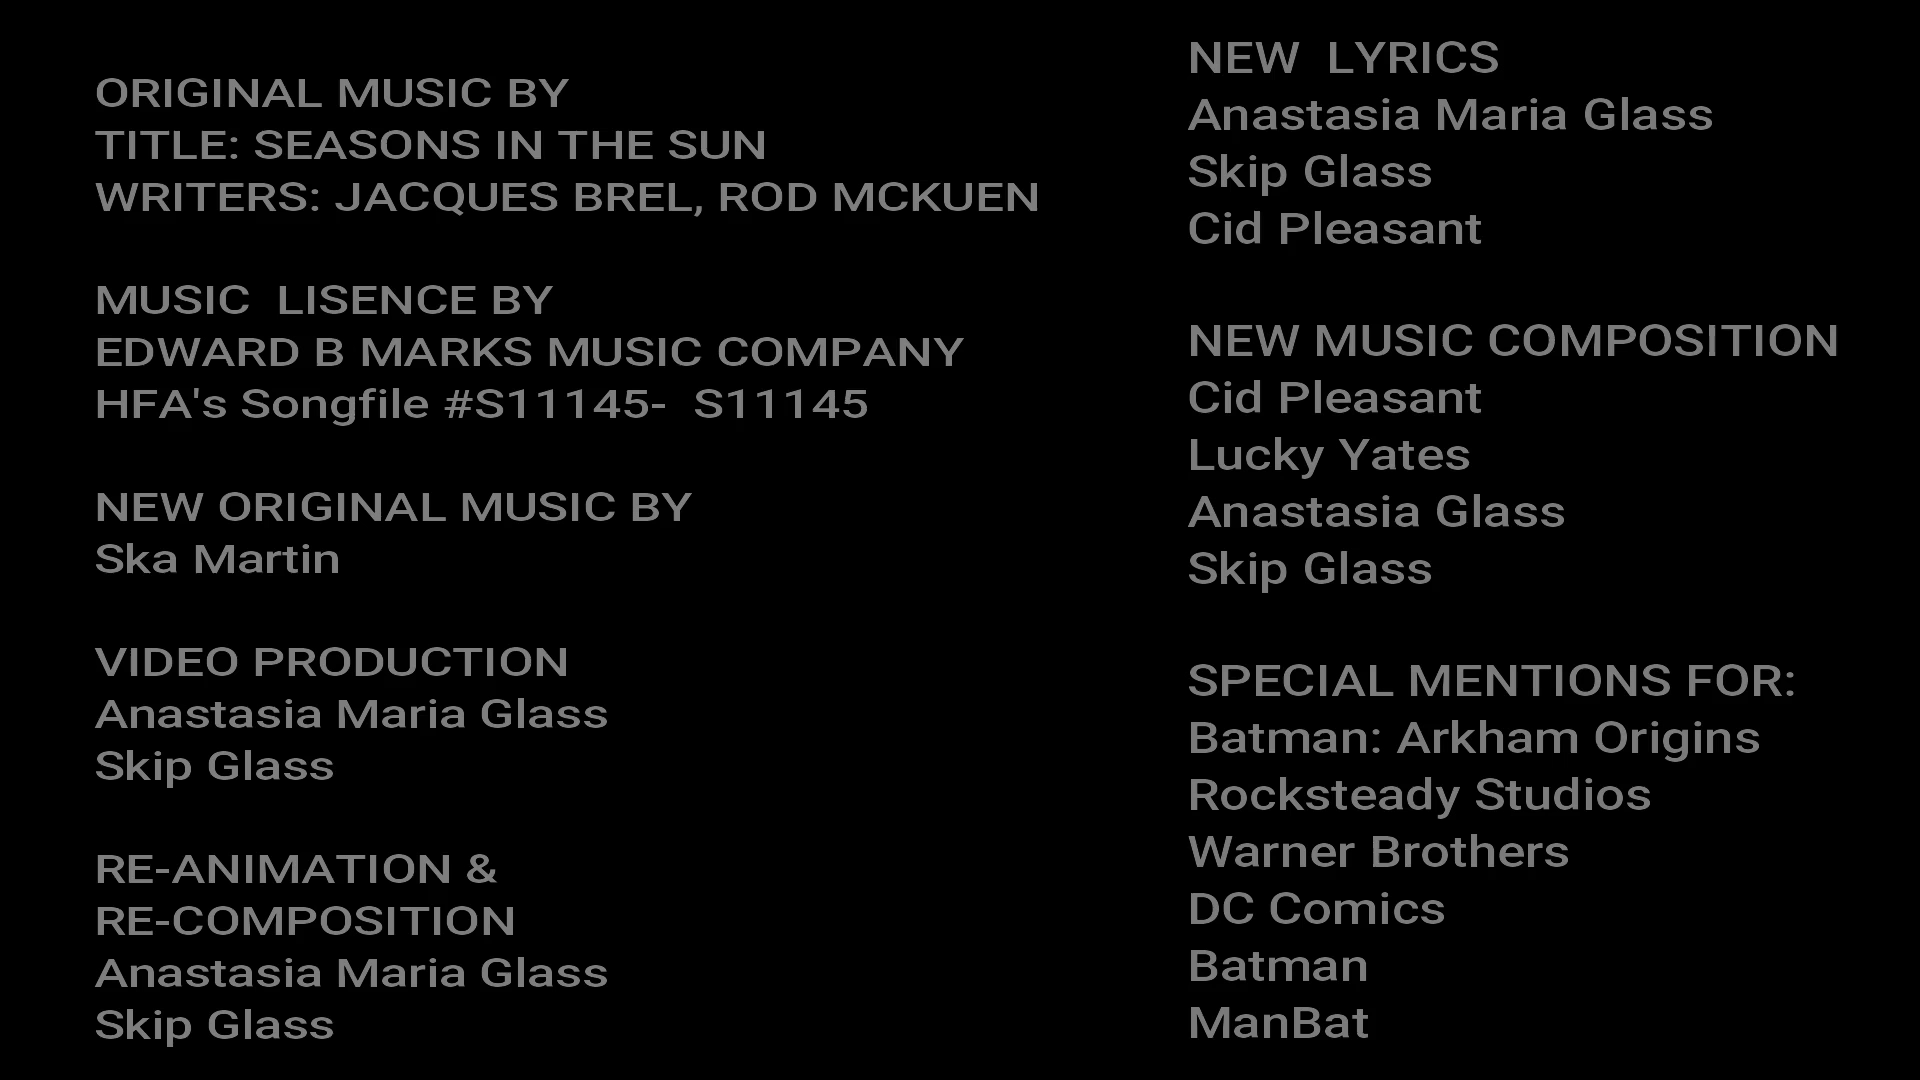 ORIGINAL MUSIC BY
TITLE: SEASONS IN THE SUN
WRITERS: JACQUES BREL, ROD MCKUEN
MUSIC  LISENCE BY
EDWARD B MARKS MUSIC COMPANY
HFA's Songfile #S11145-  S11145
NEW ORIGINAL MUSIC BY
Ska Martin
VIDEO PRODUCTION
Anastasia Maria Glass
Skip Glass
RE-ANIMATION &
RE-COMPOSITION
Anastasia Maria Glass
Skip Glass
NEW  LYRICS
Anastasia Maria Glass
Skip Glass
Cid Pleasant
NEW MUSIC COMPOSITION
Cid Pleasant
Lucky Yates
Anastasia Glass
Skip Glass
SPECIAL MENTIONS FOR:
Batman: Arkham Origins
Rocksteady Studios
Warner Brothers
DC Comics
Batman
ManBat